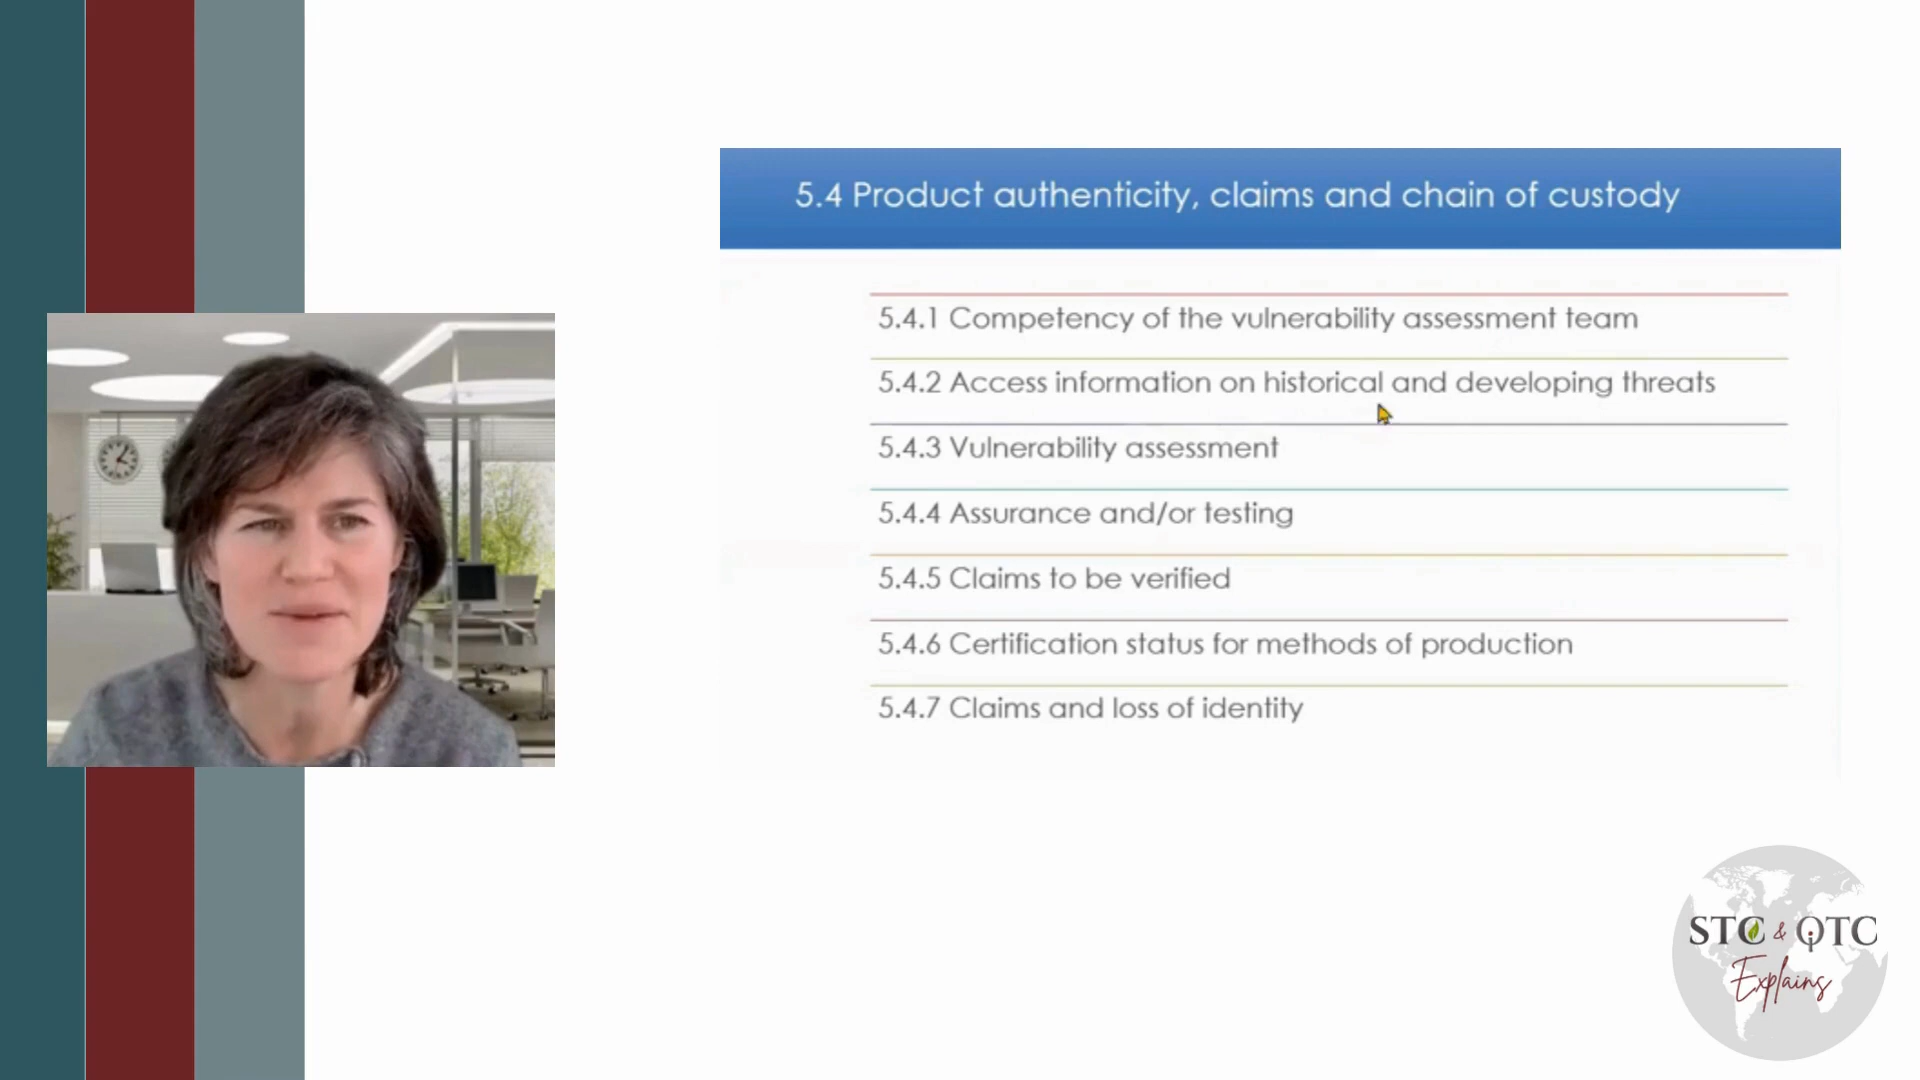 5.4 Product authenticity, claims and chain of custody
5.4.1 Competency of the vulnerability assessment team
5.4.2 Access information on historical and developing threats
5.4.3 Vulnerability assessment
5.4.4 Assurance and/or testing
5.4.5 Claims to be verified
5.4.6 Certification status for methods of production
5.4.7 Claims and loss of identity
STC & QTC
Explains